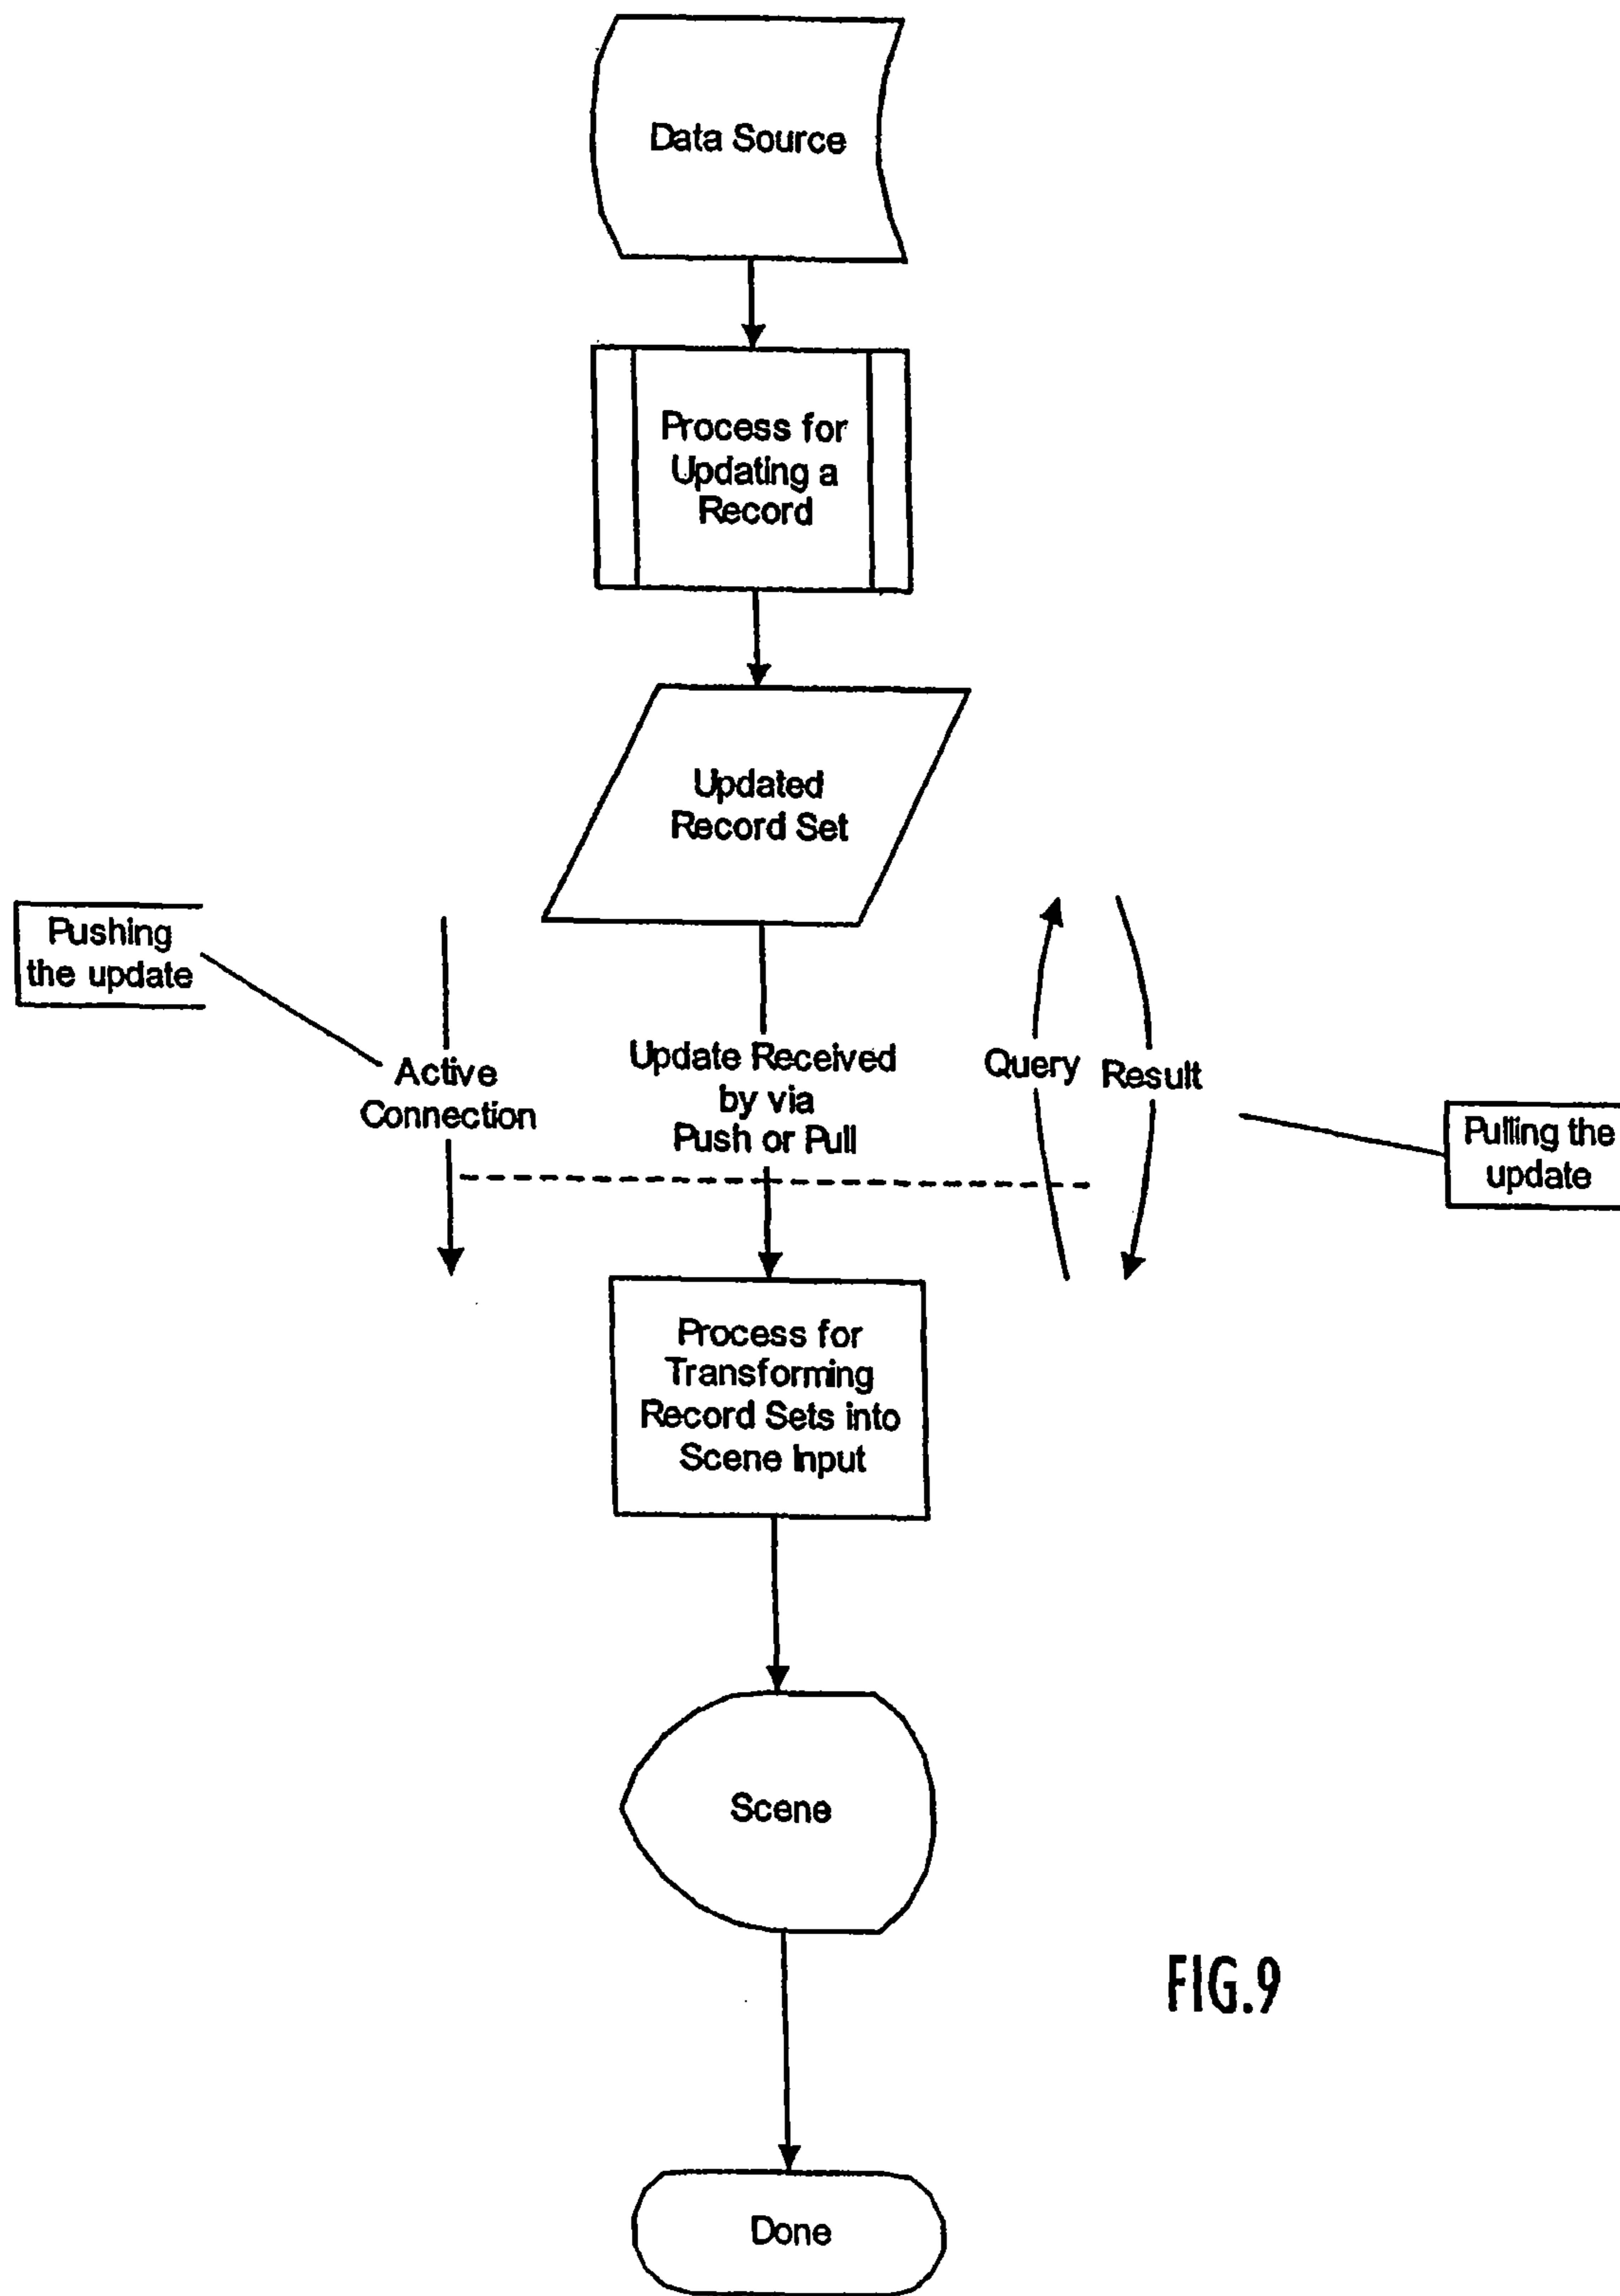 Data Source
Process for
Updating a
Record
Updated
Record Set
Pushing
the update
Active
Connection
Update Received
by via
Push or Pull
Query
Result
Pulling the
update
Process for
Transforming
Record Sets into
Scene Input
Scene
FIG.9
Done